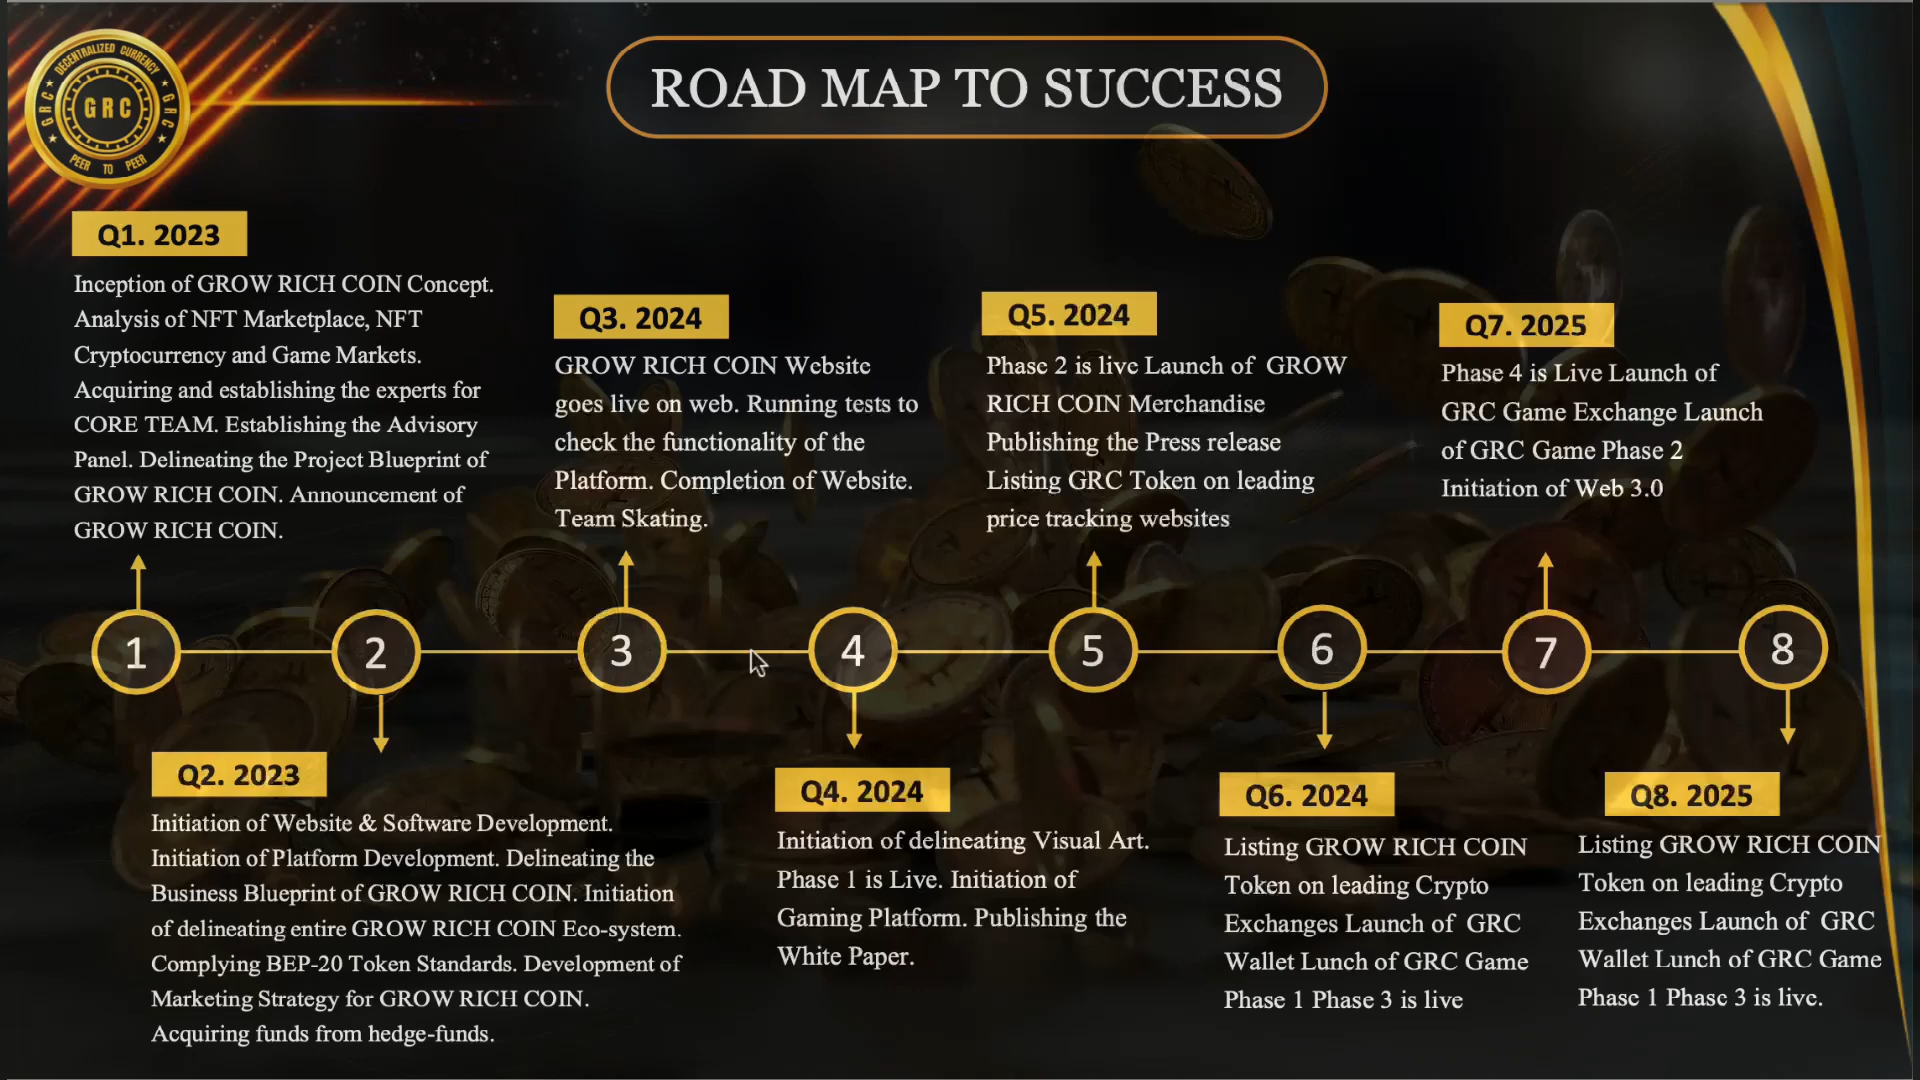 DECENTRALIZED CURRENCY
GRC
GRC
GRC
PEER TO PEER
ROAD MAP TO SUCCESS
Q1. 2023
Inception of GROW RICH COIN Concept.
Analysis of NFT Marketplace, NFT
Cryptocurrency and Game Markets.
Acquiring and establishing the experts for
CORE TEAM. Establishing the Advisory
Panel. Delineating the Project Blueprint of
GROW RICH COIN. Announcement of
GROW RICH COIN.
Q3. 2024
GROW RICH COIN Website
goes live on web. Running tests to
check the functionality of the
Platform. Completion of Website.
Team Skating.
Q5. 2024
Phase 2 is live Launch of GROW
RICH COIN Merchandise
Publishing the Press release
Listing GRC Token on leading
price tracking websites
Q7. 2025
Phase 4 is Live Launch of
GRC Game Exchange Launch
of GRC Game Phase 2
Initiation of Web 3.0
1
2
3
4
5
6
7
8
Q2. 2023
Initiation of Website & Software Development.
Initiation of Platform Development. Delineating the
Business Blueprint of GROW RICH COIN. Initiation
of delineating entire GROW RICH COIN Eco-system.
Complying BEP-20 Token Standards. Development of
Marketing Strategy for GROW RICH COIN.
Acquiring funds from hedge-funds.
Q4. 2024
Initiation of delineating Visual Art.
Phase 1 is Live. Initiation of
Gaming Platform. Publishing the
White Paper.
Q6. 2024
Listing GROW RICH COIN
Token on leading Crypto
Exchanges Launch of GRC
Wallet Lunch of GRC Game
Phase 1 Phase 3 is live
Q8. 2025
Listing GROW RICH COIN
Token on leading Crypto
Exchanges Launch of GRC
Wallet Lunch of GRC Game
Phase 1 Phase 3 is live.